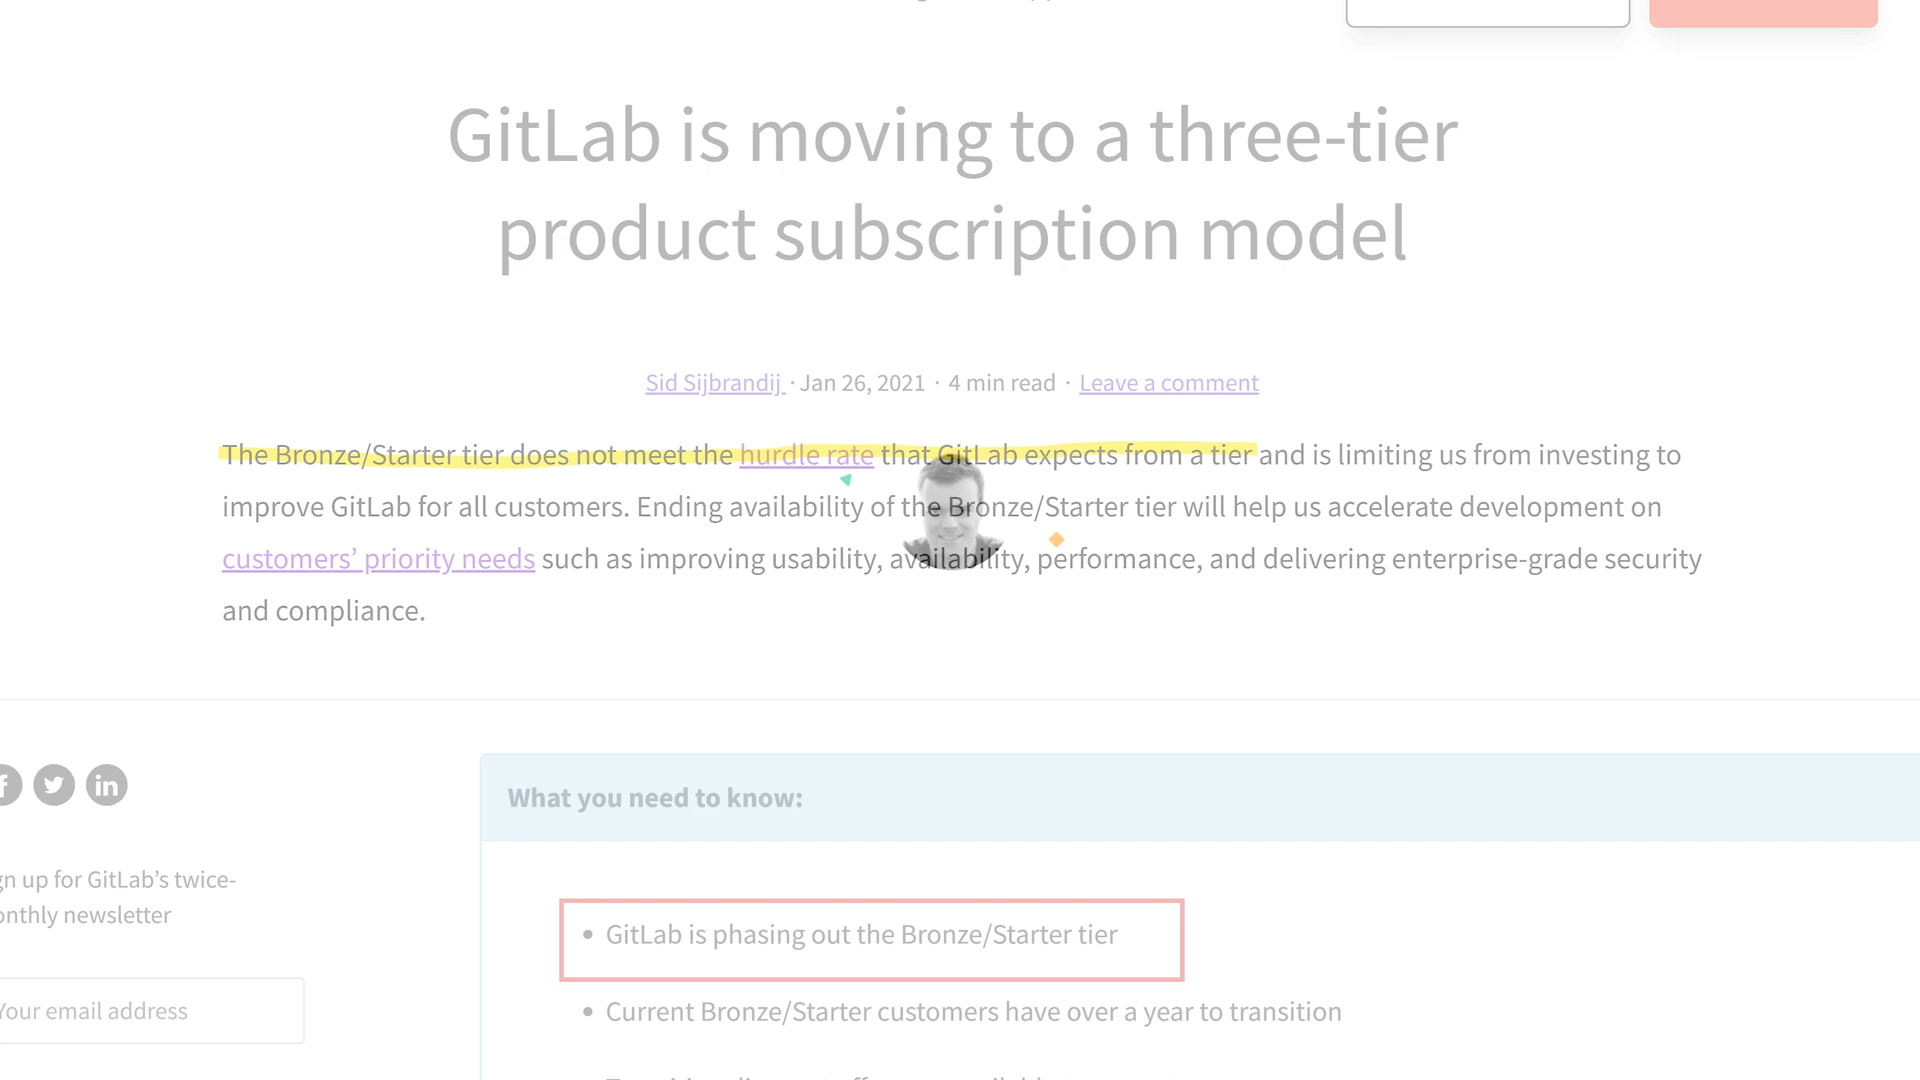 GitLab is moving to a three-tier
product subscription model
Sid Sijbrandij · Jan 26, 2021 · 4 min read · Leave a comment
The Bronze/Starter tier does not meet the hurdle rate that GitLab expects from a tier and is limiting us from investing to
improve GitLab for all customers. Ending availability of the Bronze/Starter tier will help us accelerate development on
customers’ priority needs such as improving usability, availability, performance, and delivering enterprise-grade security
and compliance.
What you need to know:
gn up for GitLab’s twice-
onthly newsletter
Your email address
• GitLab is phasing out the Bronze/Starter tier
• Current Bronze/Starter customers have over a year to transition